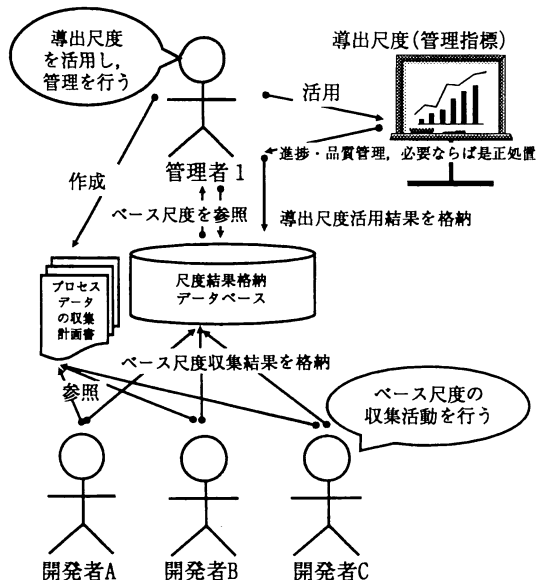 導出尺度
を活用し,
管理を行う
導出尺度(管理指標)
活用
進捗・品質管理, 必要ならば是正処置
管理者1
作成
ベース尺度を参照
導出尺度活用結果を格納
尺度結果格納
データベース
プロセス
データ
の収集
計画書
ベース尺度収集結果を格納
参照
ベース尺度の
収集活動を行う
開発者A
開発者B
開発者C